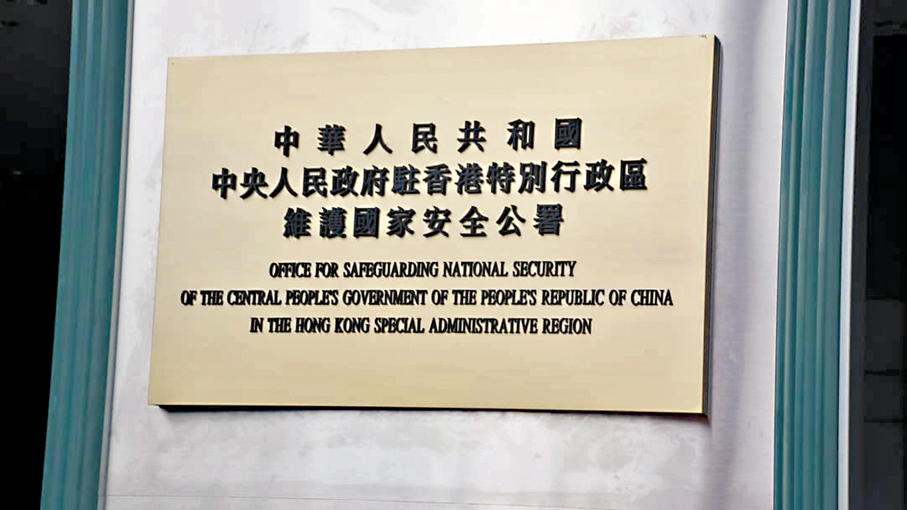 中華人民共和國
中央人民政府駐香港特別行政區
維護國家安全公署
OFFICE FOR SAFEGUARDING NATIONAL SECURITY
OF THE CENTRAL PEOPLE'S GOVERNMENT OF THE PEOPLE'S REPUBLIC OF CHINA
IN THE HONG KONG SPECIAL ADMINISTRATIVE REGION